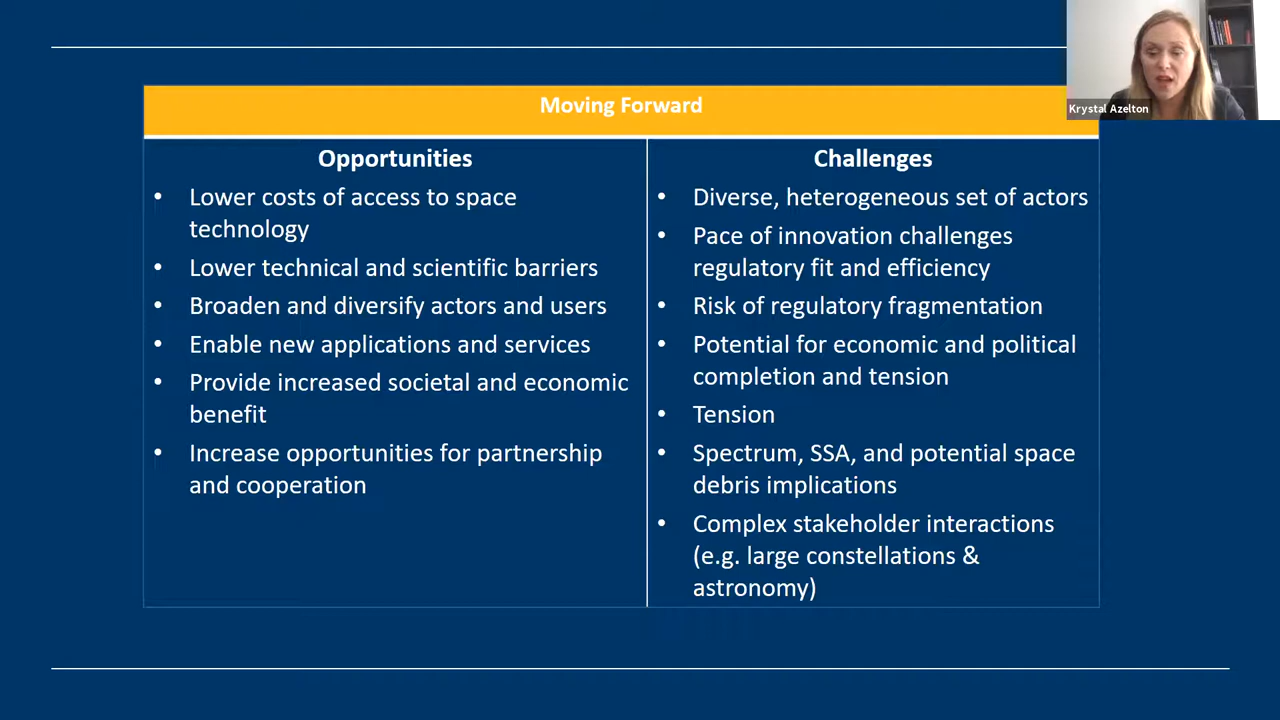 Moving Forward
Opportunities
• Lower costs of access to space
technology
• Lower technical and scientific barriers
• Broaden and diversify actors and users
• Enable new applications and services
• Provide increased societal and economic
benefit
• Increase opportunities for partnership
and cooperation
Challenges
• Diverse, heterogeneous set of actors
• Pace of innovation challenges
regulatory fit and efficiency
• Risk of regulatory fragmentation
• Potential for economic and political
completion and tension
• Tension
• Spectrum, SSA, and potential space
debris implications
• Complex stakeholder interactions
(e.g. large constellations &
astronomy)
Krystal Azelton